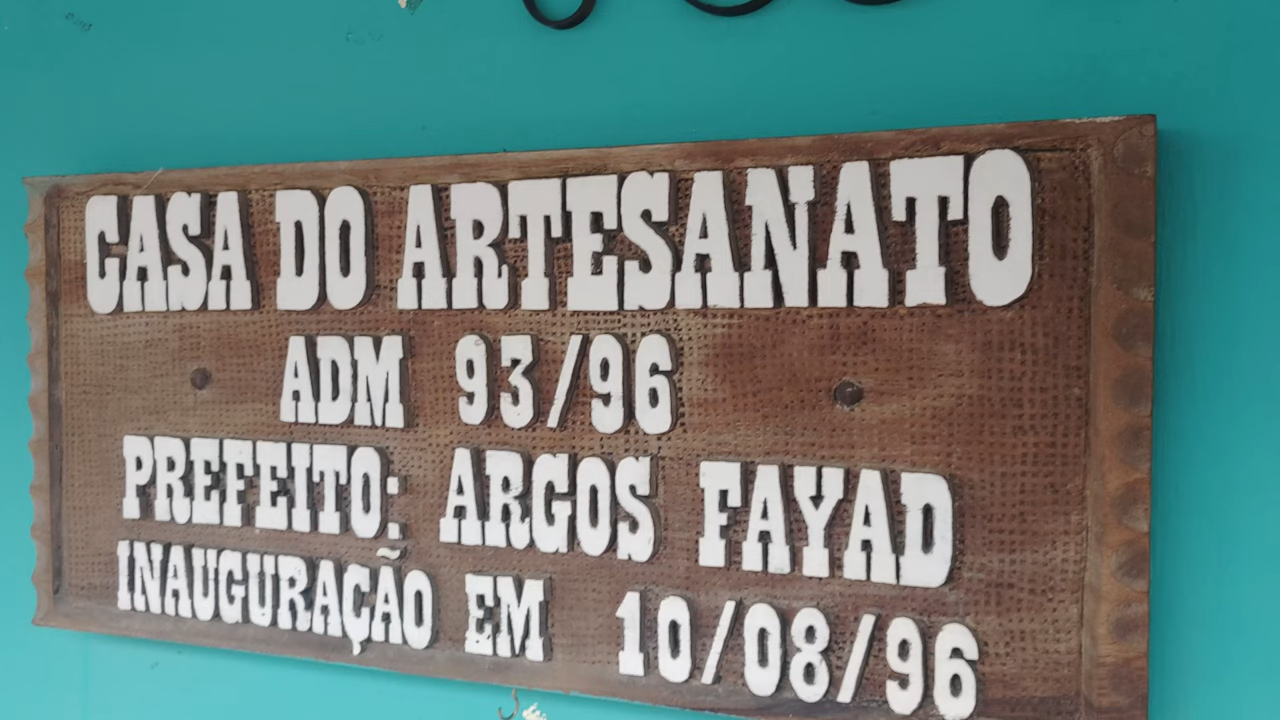 CASA DO ARTESANATO
ADM 93/96
PREFEITO: ARGOS FAYAD
INAUGURAÇÃO EM 10/08/96